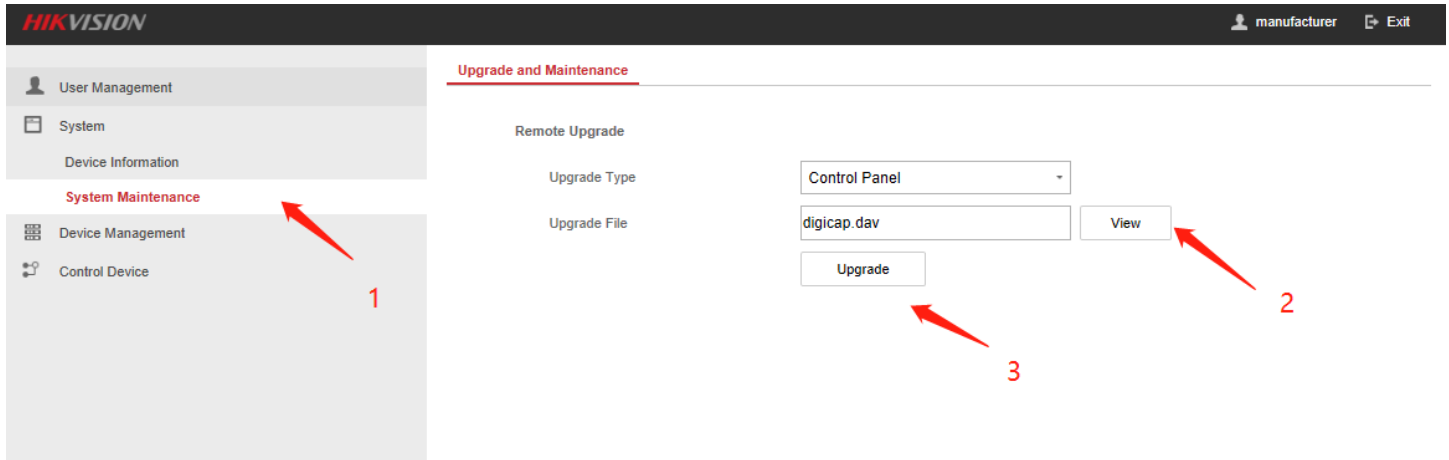 HIKVISION
manufacturer Exit
User Management
System
Device Information
System Maintenance
Device Management
Control Device
1
Upgrade and Maintenance
Remote Upgrade
Upgrade Type Control Panel
Upgrade File digicap.dav View
Upgrade
2
3